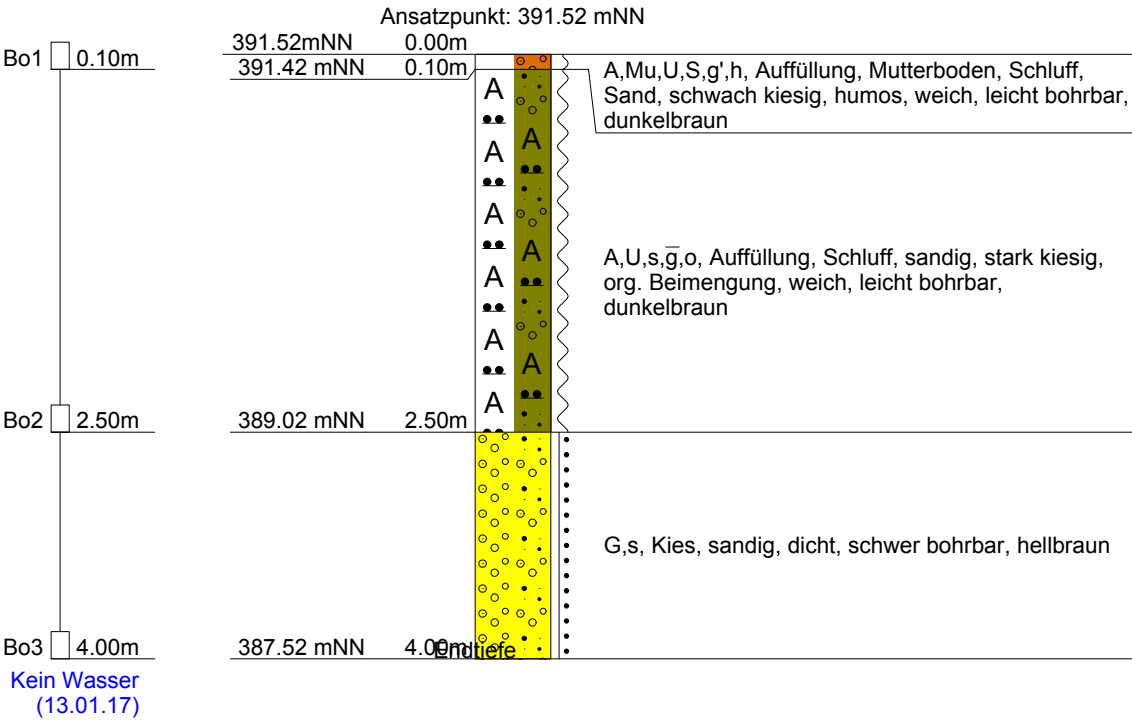 Ansatzpunkt: 391.52 mNN
Bo1 0.10m
391.52mNN 0.00m
391.42 mNN 0.10m
A,Mu,U,S,g',h, Auffüllung, Mutterboden, Schluff,
Sand, schwach kiesig, humos, weich, leicht bohrbar,
dunkelbraun
A
A
A
A
A
A
A
A
A
A,U,s,g̅,o, Auffüllung, Schluff, sandig, stark kiesig,
org. Beimengung, weich, leicht bohrbar,
dunkelbraun
Bo2 2.50m
389.02 mNN 2.50m
G,s, Kies, sandig, dicht, schwer bohrbar, hellbraun
Bo3 4.00m
387.52 mNN 4.00m
Endtiefe
Kein Wasser
(13.01.17)